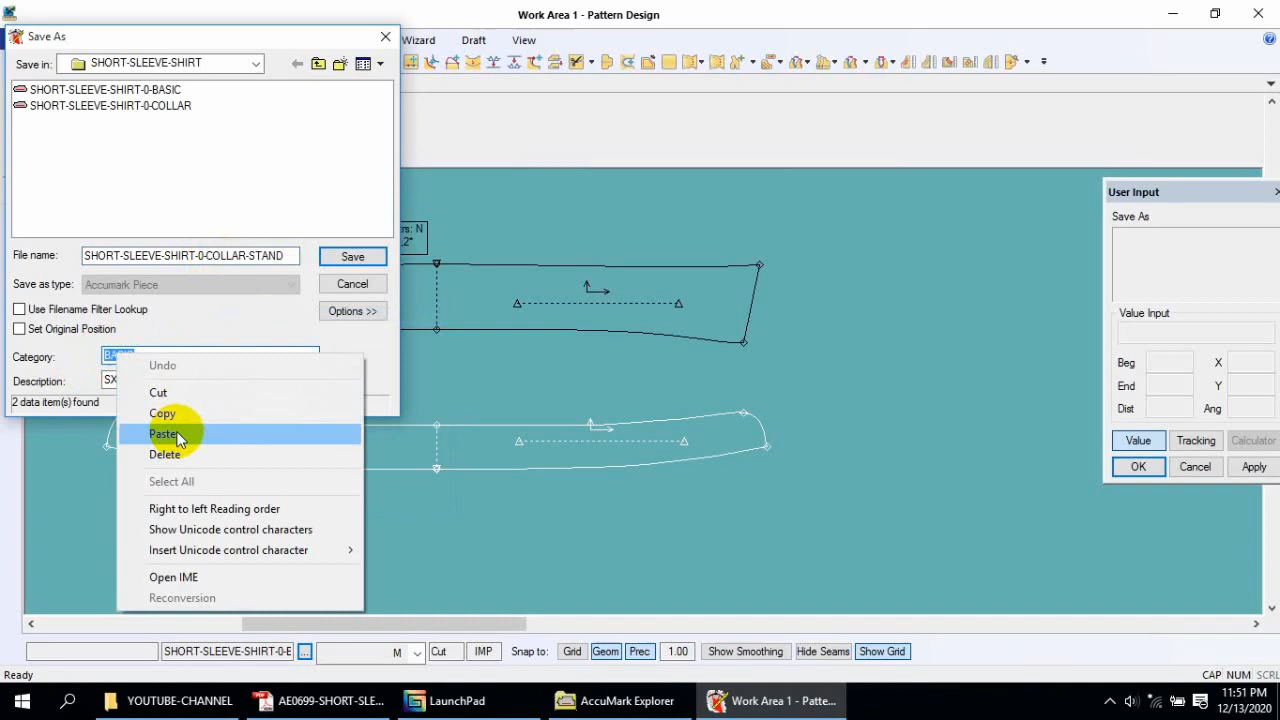 Work Area 1 - Pattern Design
Save As
Wizard
Draft
View
Save in:
SHORT-SLEEVE-SHIRT
SHORT-SLEEVE-SHIRT-0-BASIC
SHORT-SLEEVE-SHIRT-0-COLLAR
File name:
SHORT-SLEEVE-SHIRT-0-COLLAR-STAND
Save
Save as type:
Accumark Piece
Cancel
Use Filename Filter Lookup
Options >>
Set Original Position
Category:
Description:
SX
2 data item(s) found
Undo
Cut
Copy
Paste
Delete
Select All
Right to left Reading order
Show Unicode control characters
Insert Unicode control character
Open IME
Reconversion
rs: N
User Input
Save As
Value Input
Beg
X
End
Y
Dist
Ang
Value
Tracking
Calculator
OK
Cancel
Apply
SHORT-SLEEVE-SHIRT-0-E
...
M
Cut
IMP
Snap to:
Grid
Geom
Prec
1.00
Show Smoothing
Hide Seams
Show Grid
Ready
CAP NUM SCRL
YOUTUBE-CHANNEL
AE0699-SHORT-SLE...
LaunchPad
AccuMark Explorer
Work Area 1 - Patte...
11:51 PM
12/13/2020